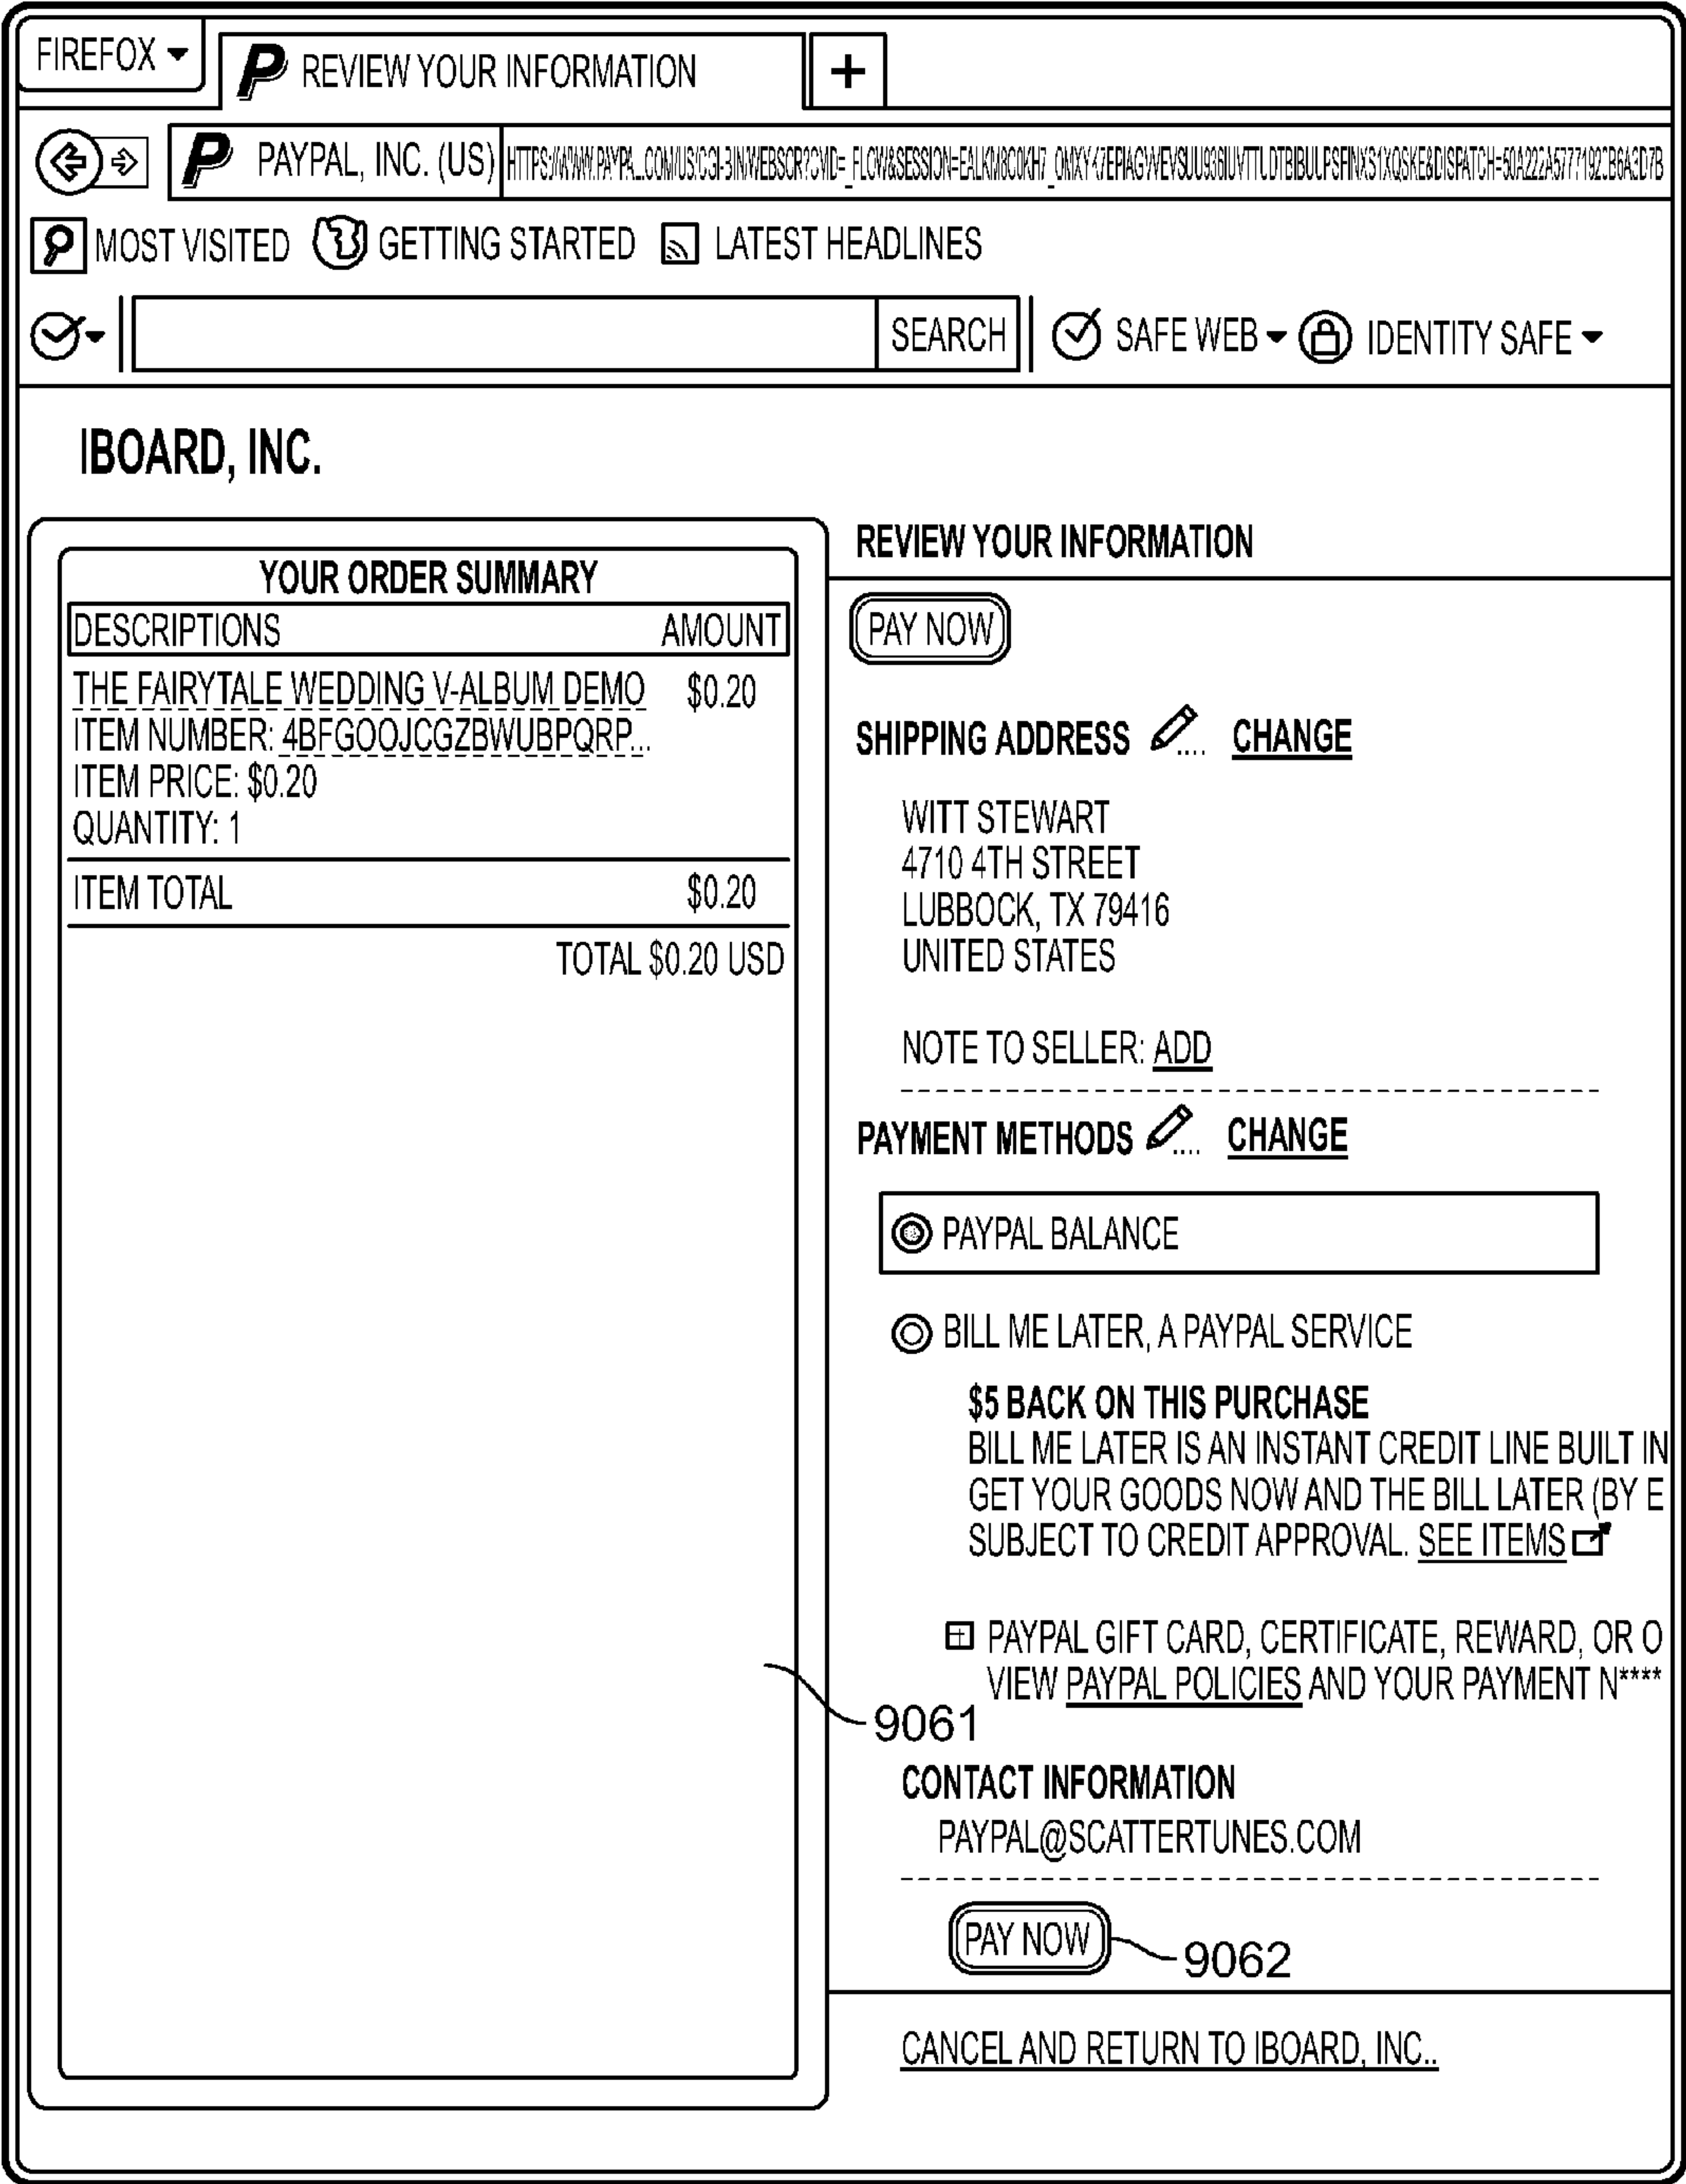 FIREFOX
P REVIEW YOUR INFORMATION
+
P PAYPAL, INC. (US)
MOST VISITED GETTING STARTED LATEST HEADLINES
SEARCH SAFE WEB IDENTITY SAFE
IBOARD, INC.
YOUR ORDER SUMMARY
DESCRIPTIONS AMOUNT
THE FAIRYTALE WEDDING V-ALBUM DEMO $0.20
ITEM NUMBER: 4BFGOOJCGZBWUBPQRP...
ITEM PRICE: $0.20
QUANTITY: 1
ITEM TOTAL $0.20
TOTAL $0.20 USD
9061
REVIEW YOUR INFORMATION
PAY NOW
SHIPPING ADDRESS CHANGE
WITT STEWART
4710 4TH STREET
LUBBOCK, TX 79416
UNITED STATES
NOTE TO SELLER: ADD
PAYMENT METHODS CHANGE
PAYPAL BALANCE
BILL ME LATER, A PAYPAL SERVICE
$5 BACK ON THIS PURCHASE
BILL ME LATER IS AN INSTANT CREDIT LINE BUILT IN
GET YOUR GOODS NOW AND THE BILL LATER (BY E
SUBJECT TO CREDIT APPROVAL. SEE ITEMS
PAYPAL GIFT CARD, CERTIFICATE, REWARD, OR O
VIEW PAYPAL POLICIES AND YOUR PAYMENT N****
CONTACT INFORMATION
PAYPAL@SCATTERTUNES.COM
PAY NOW
9062
CANCEL AND RETURN TO IBOARD, INC..